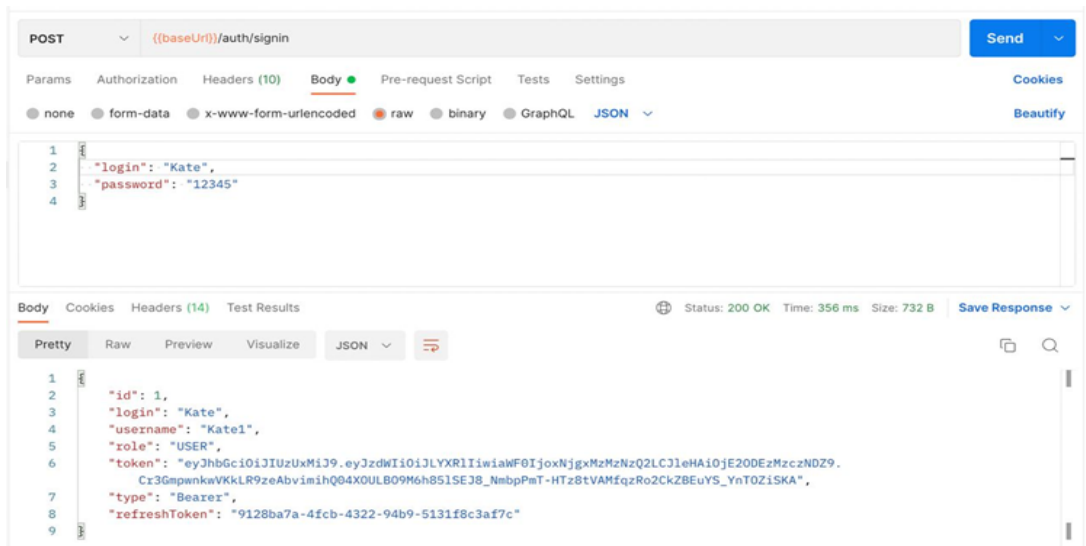 POST {{baseUrl}}/auth/signin Send
Params Authorization Headers (10) Body Pre-request Script Tests Settings Cookies
none form-data x-www-form-urlencoded raw binary GraphQL JSON Beautify
1 {
2 "login": "Kate",
3 "password": "12345"
4 }
Body Cookies Headers (14) Test Results Status: 200 OK Time: 356 ms Size: 732 B Save Response
Pretty Raw Preview Visualize JSON
1 {
2 "id": 1,
3 "login": "Kate",
4 "username": "Kate1",
5 "role": "USER",
6 "token": "eyJhbGciOiJIUzUxMiJ9.eyJzdWIiOiJLYXRlIiwiaWF0IjoxNjgxMzMzNzQ2LCJleHAiOjE2ODEzMzczNDZ9.
Cr3GmpwnkwVKkLR9zeAbvimihQ04XOULBO9M6h85lSEJ8_NmbpPmT-HTz8tVAMfqzRo2CkZBEuYS_YnTOZiSKA",
7 "type": "Bearer",
8 "refreshToken": "9128ba7a-4fcb-4322-94b9-5131f8c3af7c"
9 }